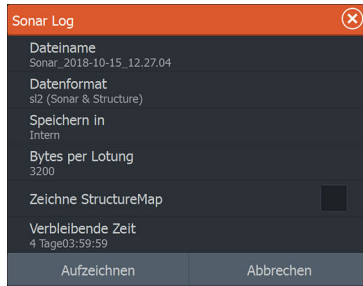 Sonar Log
Dateiname
Sonar_2018-10-15_12.27.04
Datenformat
sl2 (Sonar & Structure)
Speichern in
Intern
Bytes per Lotung
3200
Zeichne StructureMap
Verbleibende Zeit
4 Tage03:59:59
Aufzeichnen
Abbrechen